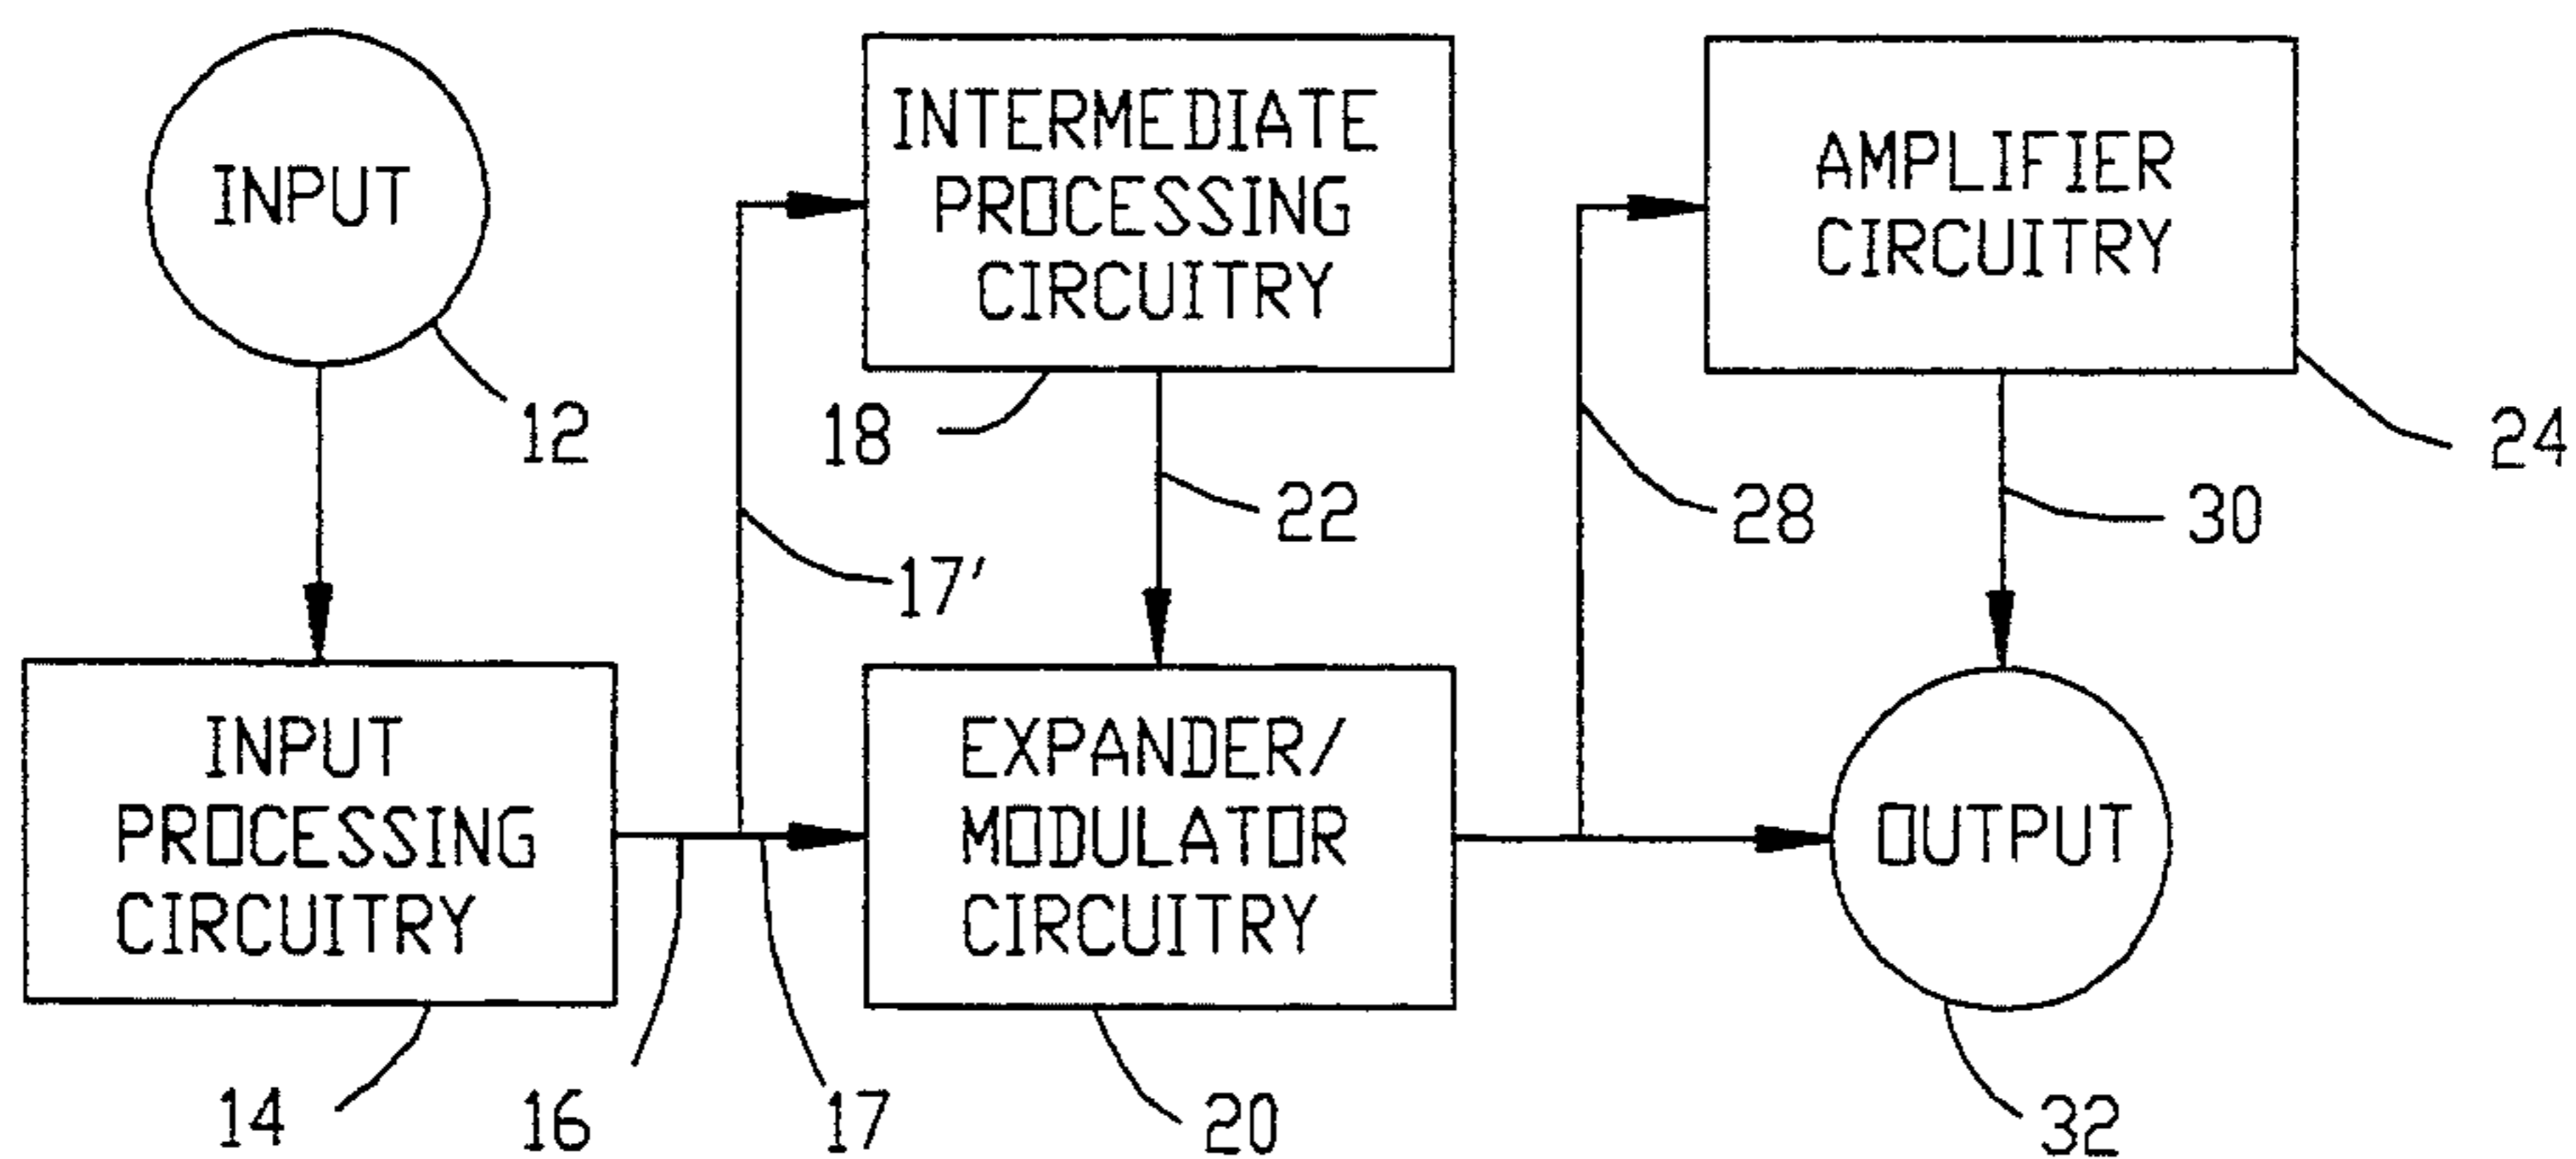 INPUT
12
INTERMEDIATE
PROCESSING
CIRCUITRY
18
22
17'
AMPLIFIER
CIRCUITRY
24
28
30
INPUT
PROCESSING
CIRCUITRY
14
16
17
EXPANDER/
MODULATOR
CIRCUITRY
20
OUTPUT
32